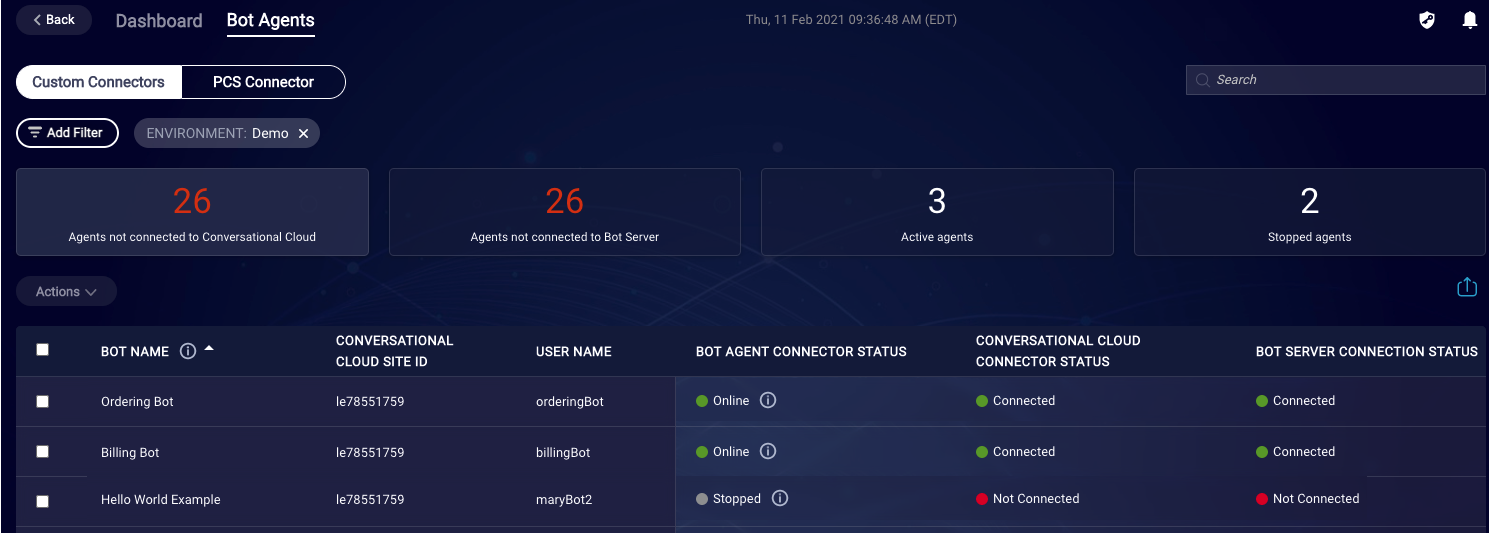 Back Dashboard Bot Agents Thu, 11 Feb 2021 09:36:48 AM (EDT)
Custom Connectors PCS Connector Search
Add Filter ENVIRONMENT: Demo
26 26 3 2
Agents not connected to Conversational Cloud Agents not connected to Bot Server Active agents Stopped agents
Actions
BOT NAME CONVERSATIONAL CLOUD SITE ID USER NAME BOT AGENT CONNECTOR STATUS CONVERSATIONAL CLOUD CONNECTOR STATUS BOT SERVER CONNECTION STATUS
Ordering Bot le78551759 orderingBot Online Connected Connected
Billing Bot le78551759 billingBot Online Connected Connected
Hello World Example le78551759 maryBot2 Stopped Not Connected Not Connected